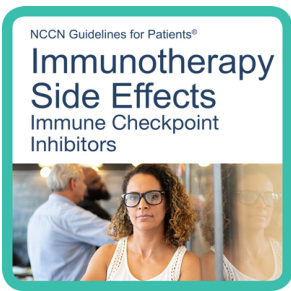 NCCN Guidelines for Patients®
Immunotherapy
Side Effects
Immune Checkpoint
Inhibitors